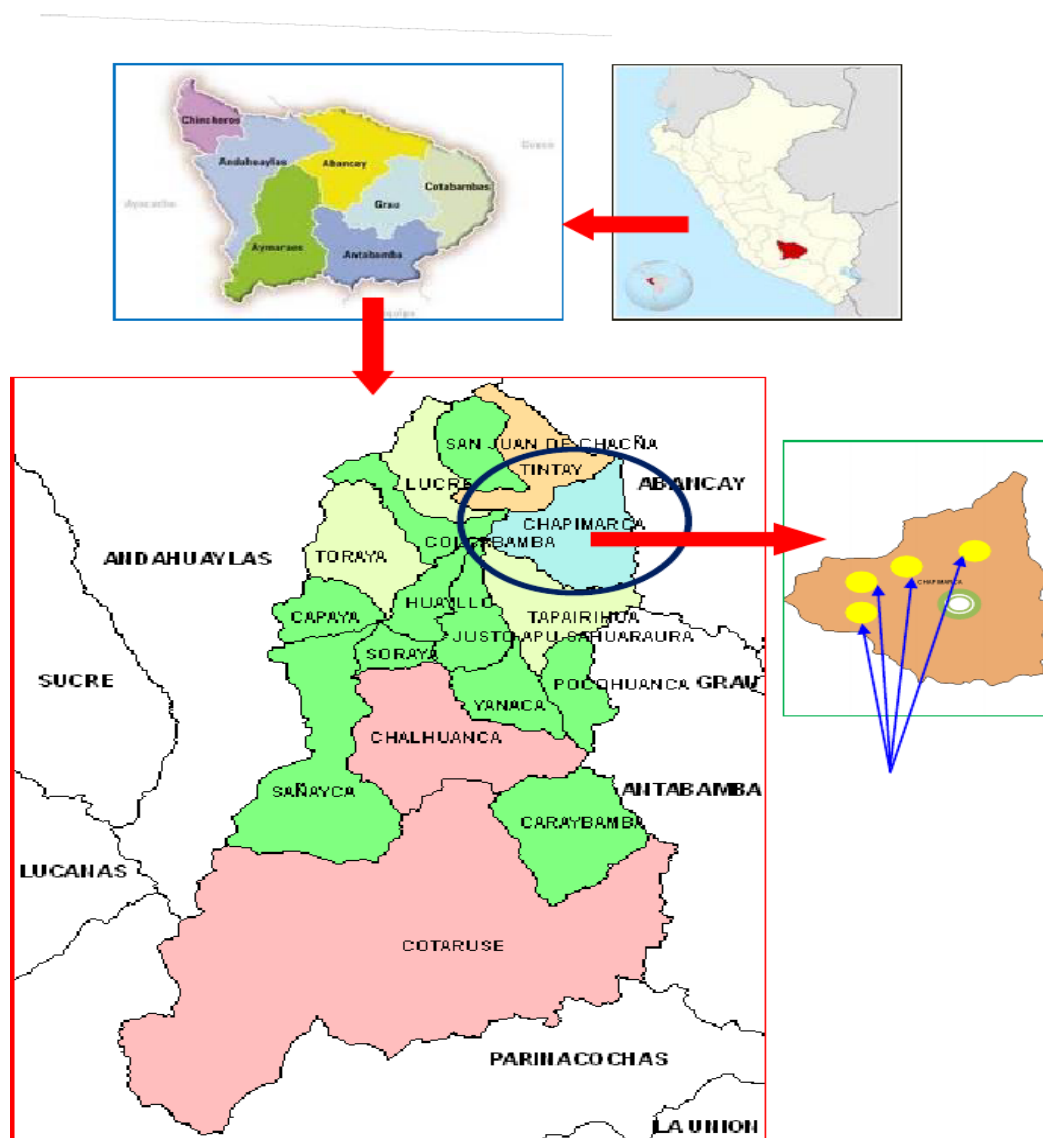 Chincheros
Andahuaylas
Abancay
Cotabambas
Grau
Aymaraes
Antabamba
SAN JUAN DE CHACÑA
TINTAY
LUCRE
ABANCAY
CHAPIMARCA
COLCABAMBA
ANDAHUAYLAS
TORAYA
HUAYLLO
CAPAYA
TAPAIRIHUA
JUSTO APU SAHUARAURA
SORAYA
SUCRE
POCOHUANCA
GRAU
YANACA
CHALHUANCA
SAÑAYCA
ANTABAMBA
CARAYBAMBA
LUCANAS
COTARUSE
PARINACOCHAS
LA UNION
CHAPIMARCA